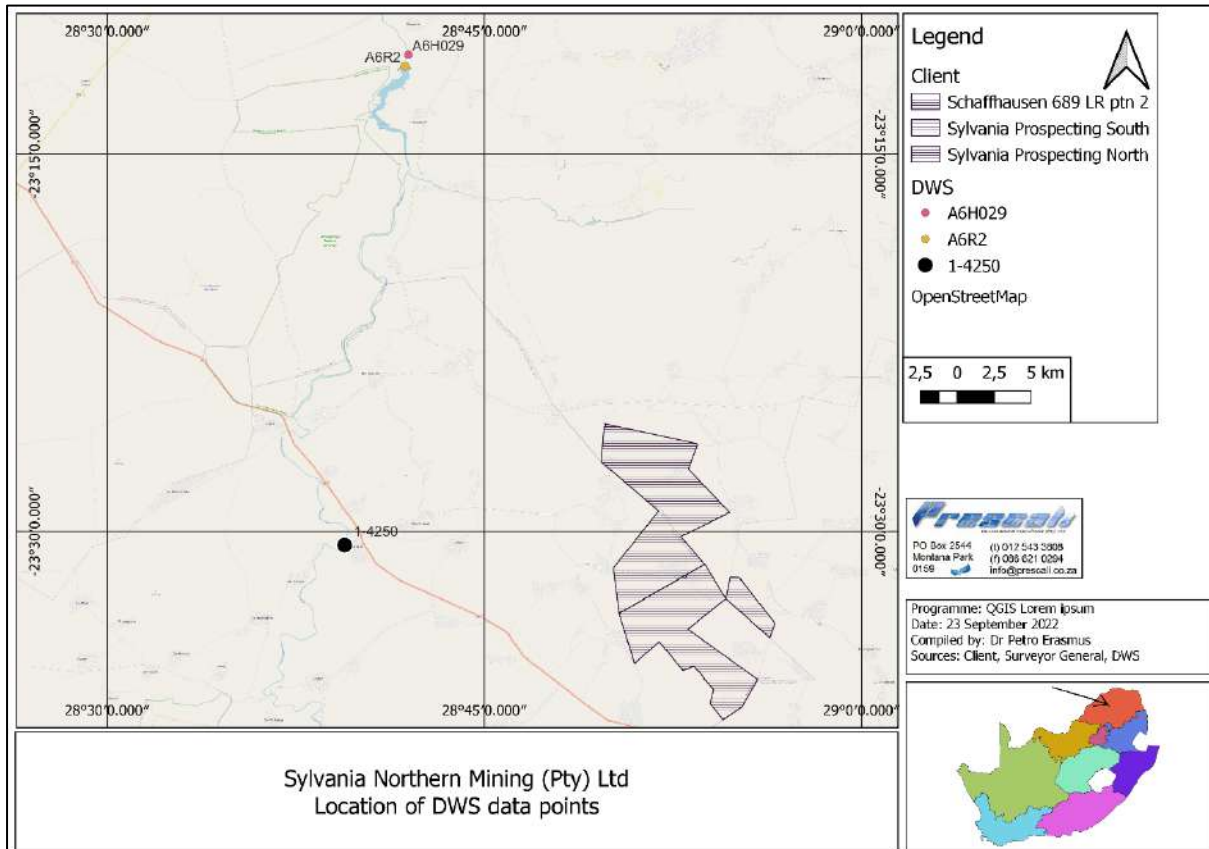 28°30'0.000"
28°45'0.000"
29°0'0.000"
A6H029
A6R2
-23°15'0.000"
-23°15'0.000"
-23°30'0.000"
-23°30'0.000"
1-4250
28°30'0.000"
28°45'0.000"
29°0'0.000"
Legend
Client
Schaffhausen 689 LR ptn 2
Sylvania Prospecting South
Sylvania Prospecting North
DWS
A6H029
A6R2
1-4250
OpenStreetMap
2,5 0 2,5 5 km
Prescali
PO Box 2544
Montana Park
0159
(t) 012 543 3808
(f) 086 621 0294
info@prescali.co.za
Programme: QGIS Lorem ipsum
Date: 23 September 2022
Compiled by: Dr Petro Erasmus
Sources: Client, Surveyor General, DWS
Sylvania Northern Mining (Pty) Ltd
Location of DWS data points